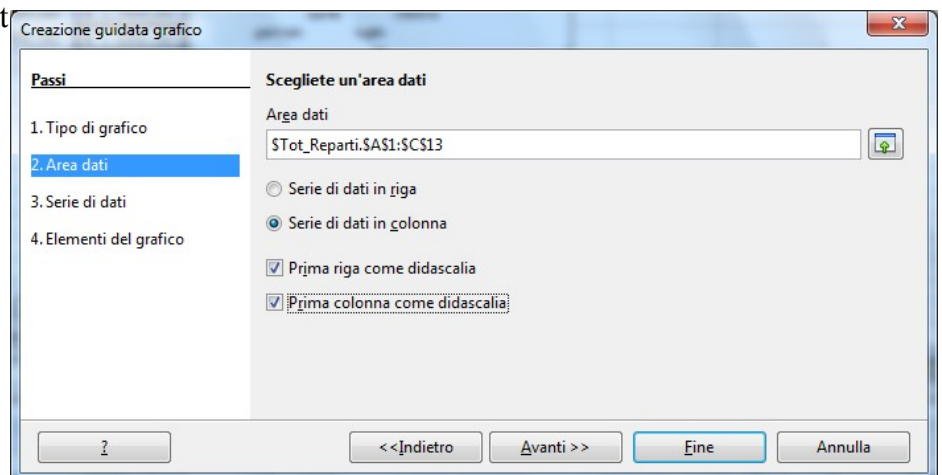 t
Creazione guidata grafico
Passi
1. Tipo di grafico
2. Area dati
3. Serie di dati
4. Elementi del grafico
Scegliete un'area dati
Area dati
$Tot_Reparti.$A$1:$C$13
Serie di dati in riga
Serie di dati in colonna
Prima riga come didascalia
Prima colonna come didascalia
?
<<Indietro
Avanti >>
Fine
Annulla